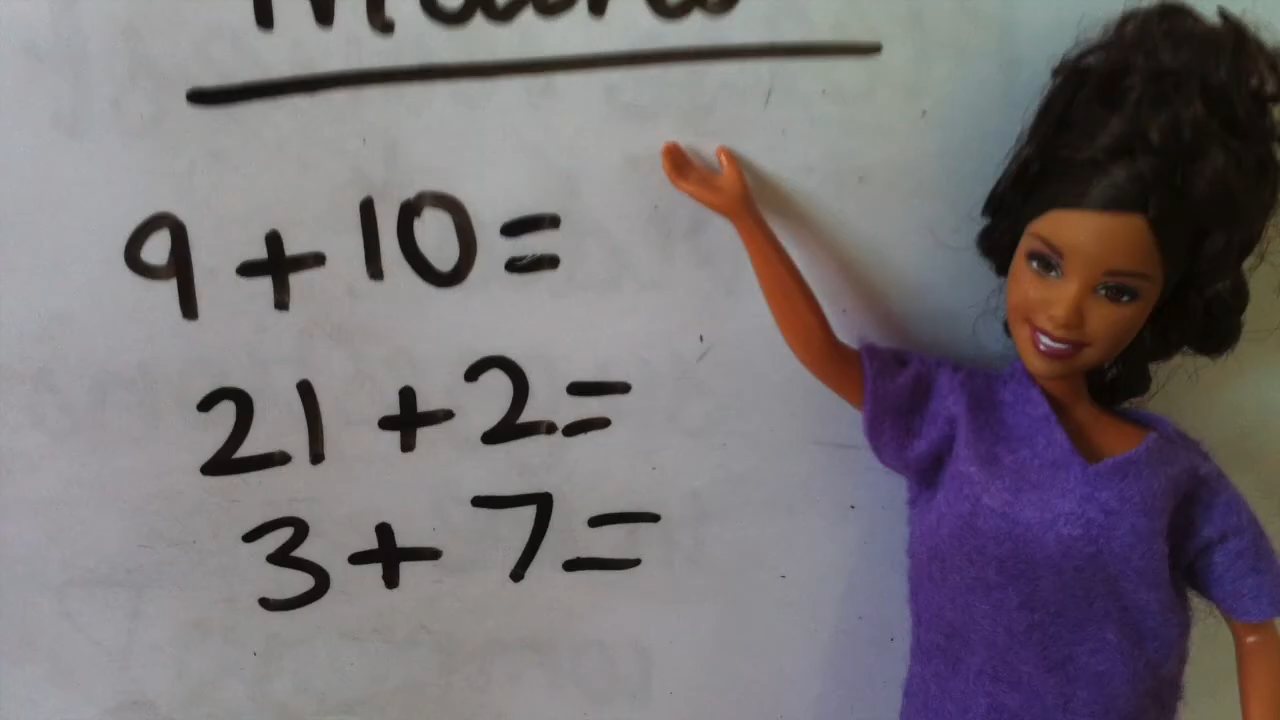 9 + 10 =
21 + 2 =
3 + 7 =